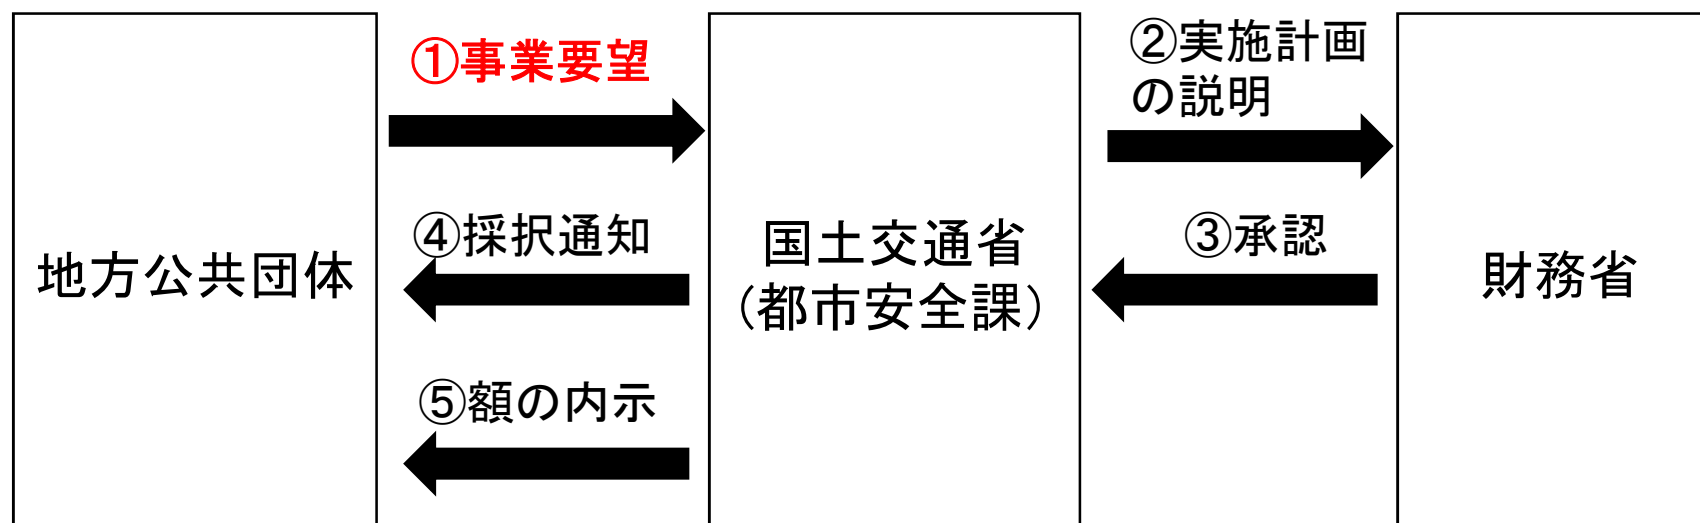 ①事業要望
②実施計画
の説明
④採択通知
③承認
地方公共団体
国土交通省
（都市安全課）
財務省
⑤額の内示